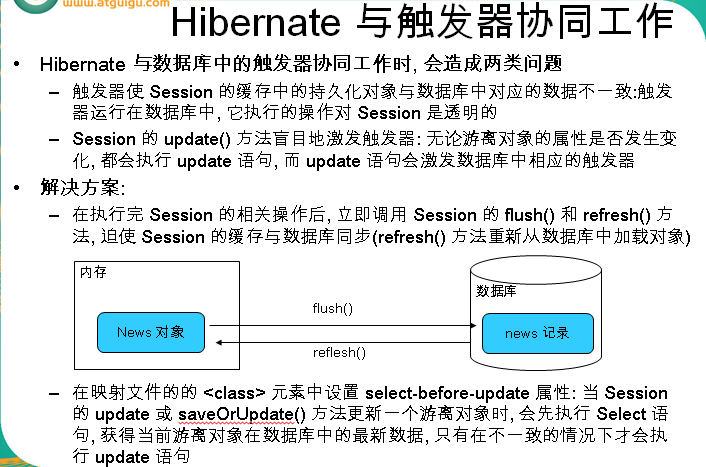 www.atguigu.com
Hibernate 与触发器协同工作
• Hibernate 与数据库中的触发器协同工作时, 会造成两类问题
– 触发器使 Session 的缓存中的持久化对象与数据库中对应的数据不一致:触发
器运行在数据库中, 它执行的操作对 Session 是透明的
– Session 的 update() 方法盲目地激发触发器: 无论游离对象的属性是否发生变
化, 都会执行 update 语句, 而 update 语句会激发数据库中相应的触发器
• 解决方案:
– 在执行完 Session 的相关操作后, 立即调用 Session 的 flush() 和 refresh() 方
法, 迫使 Session 的缓存与数据库同步(refresh() 方法重新从数据库中加载对象)
内存
数据库
flush()
News 对象
news 记录
reflesh()
– 在映射文件的的 <class> 元素中设置 select-before-update 属性: 当 Session
的 update 或 saveOrUpdate() 方法更新一个游离对象时, 会先执行 Select 语
句, 获得当前游离对象在数据库中的最新数据, 只有在不一致的情况下才会执
行 update 语句